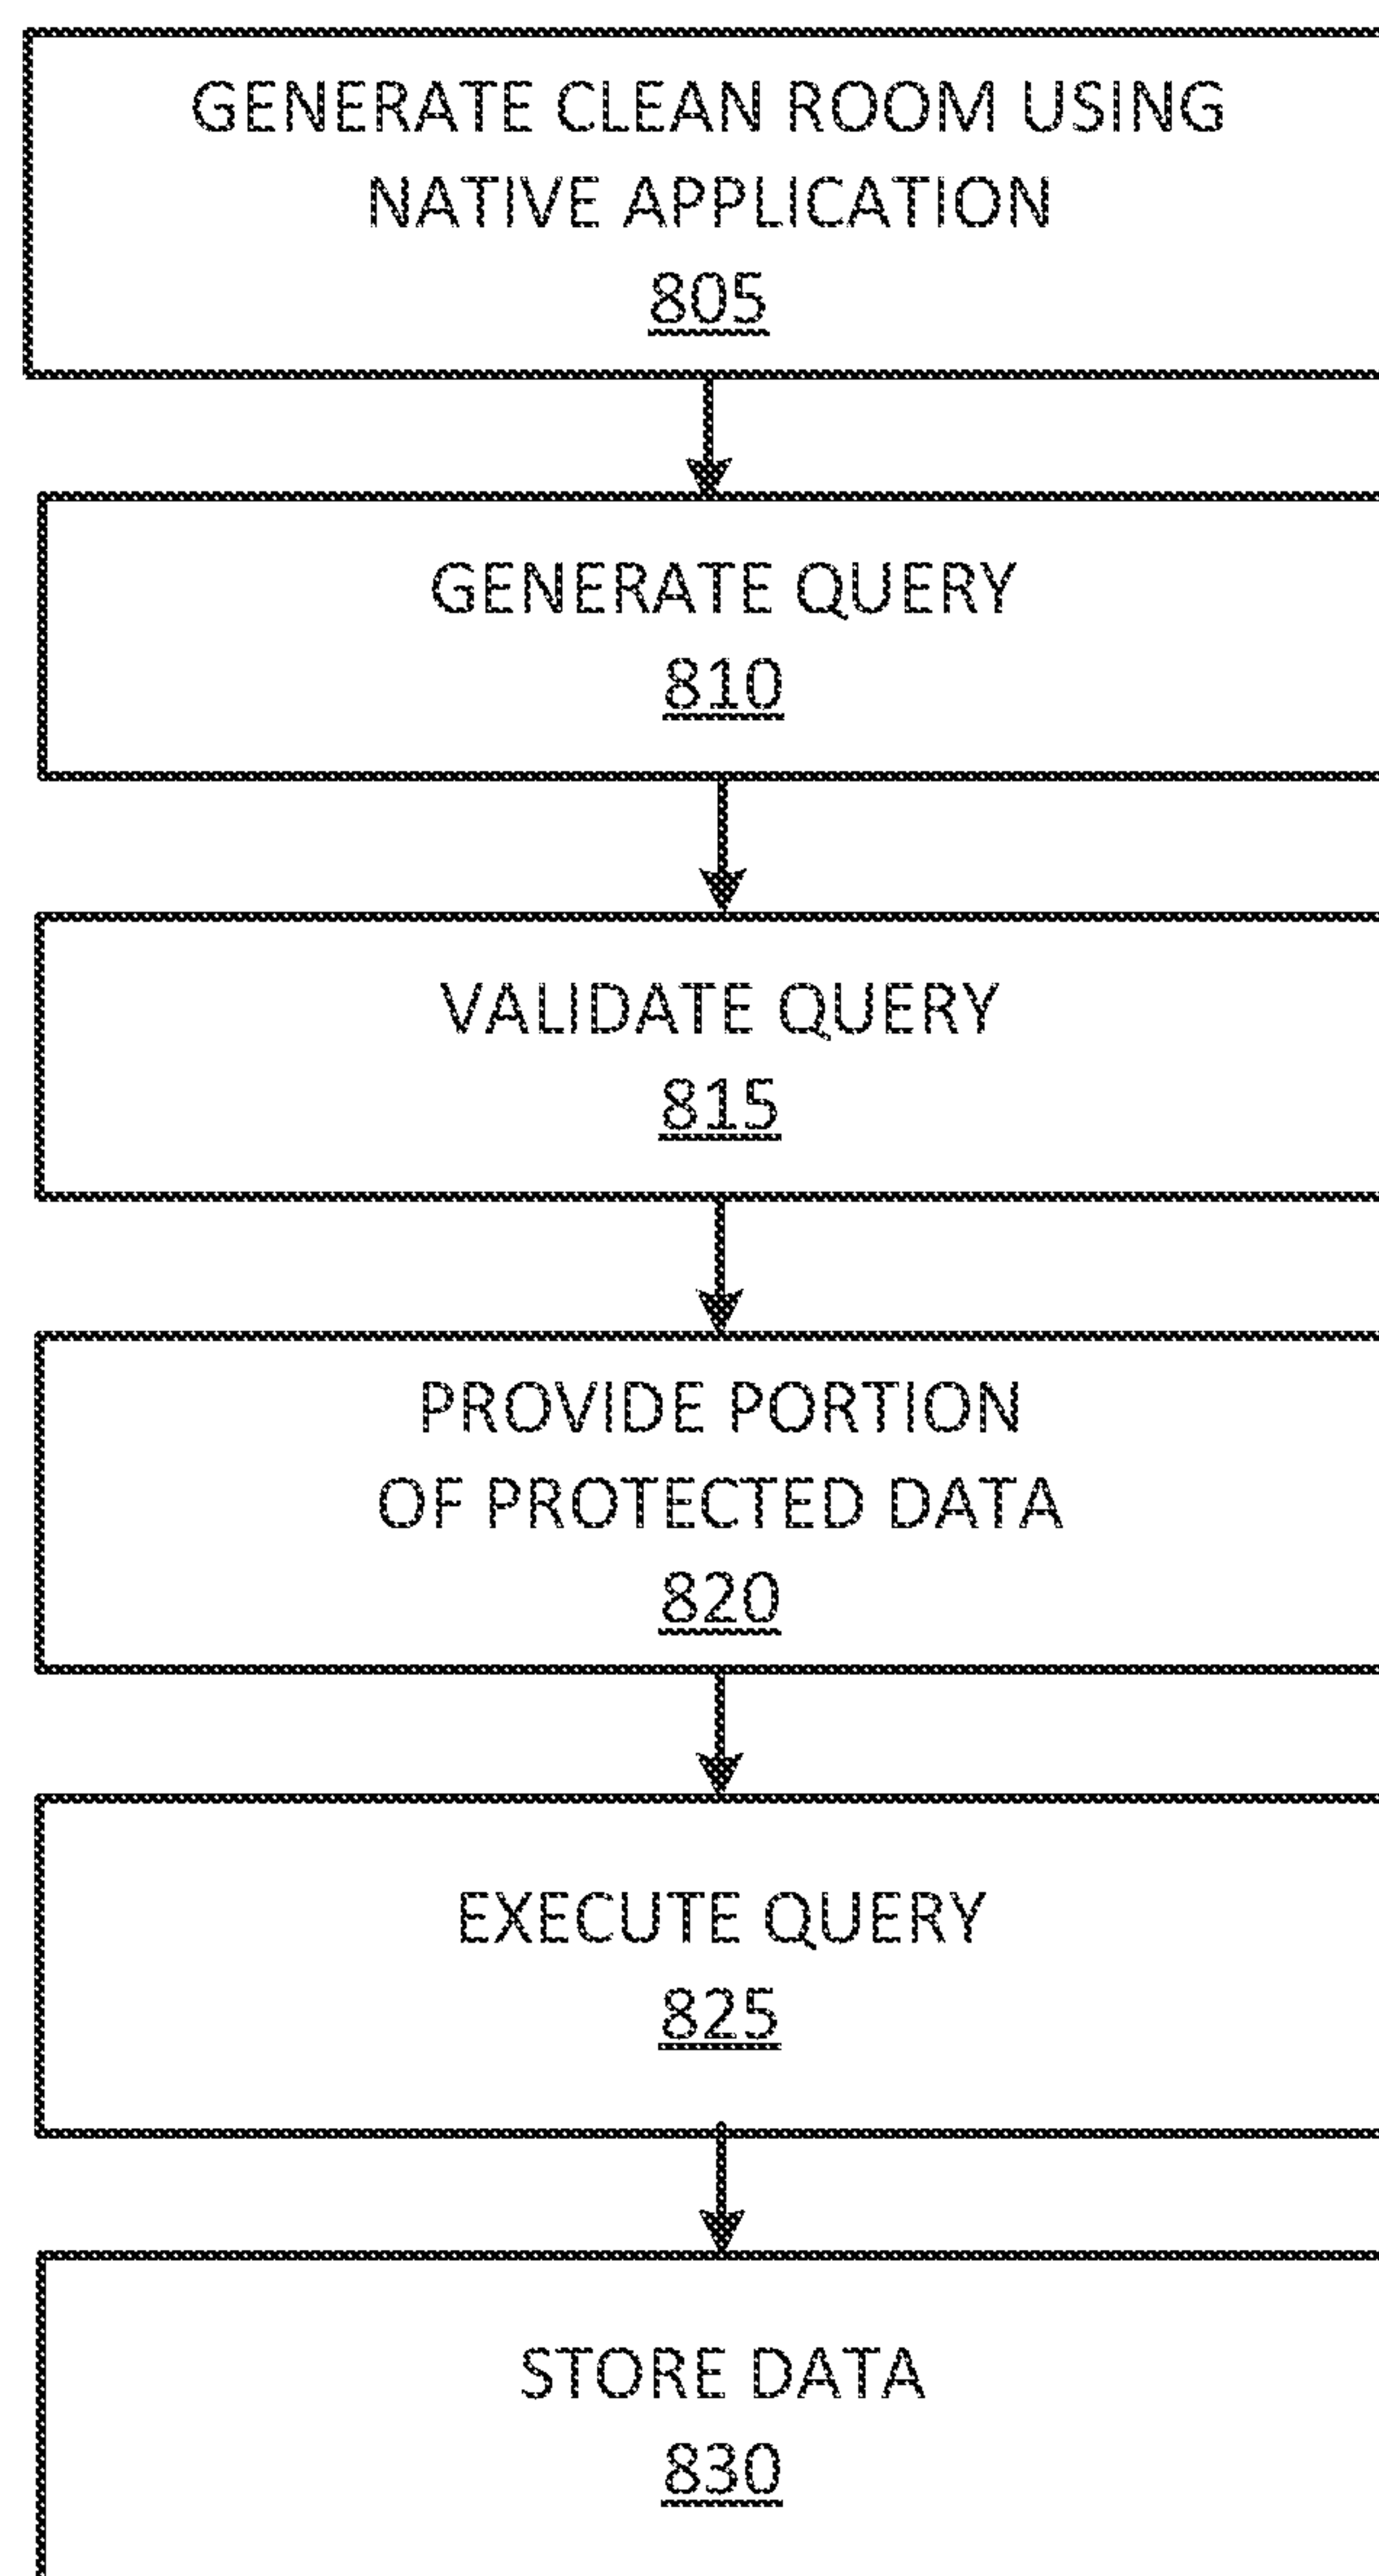 GENERATE CLEAN ROOM USING
NATIVE APPLICATION
805
GENERATE QUERY
810
VALIDATE QUERY
815
PROVIDE PORTION
OF PROTECTED DATA
820
EXECUTE QUERY
825
STORE DATA
830